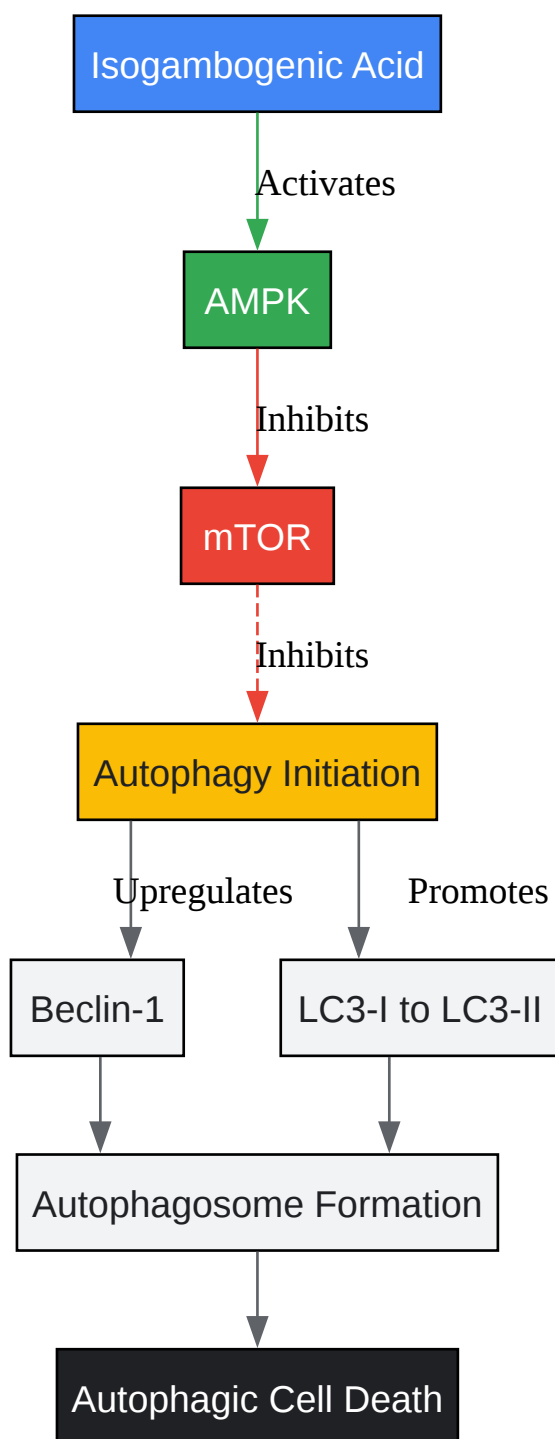 Isogambogenic Acid
Activates
AMPK
Inhibits
mTOR
Inhibits
Autophagy Initiation
Upregulates
Promotes
Beclin-1
LC3-I to LC3-II
Autophagosome Formation
Autophagic Cell Death